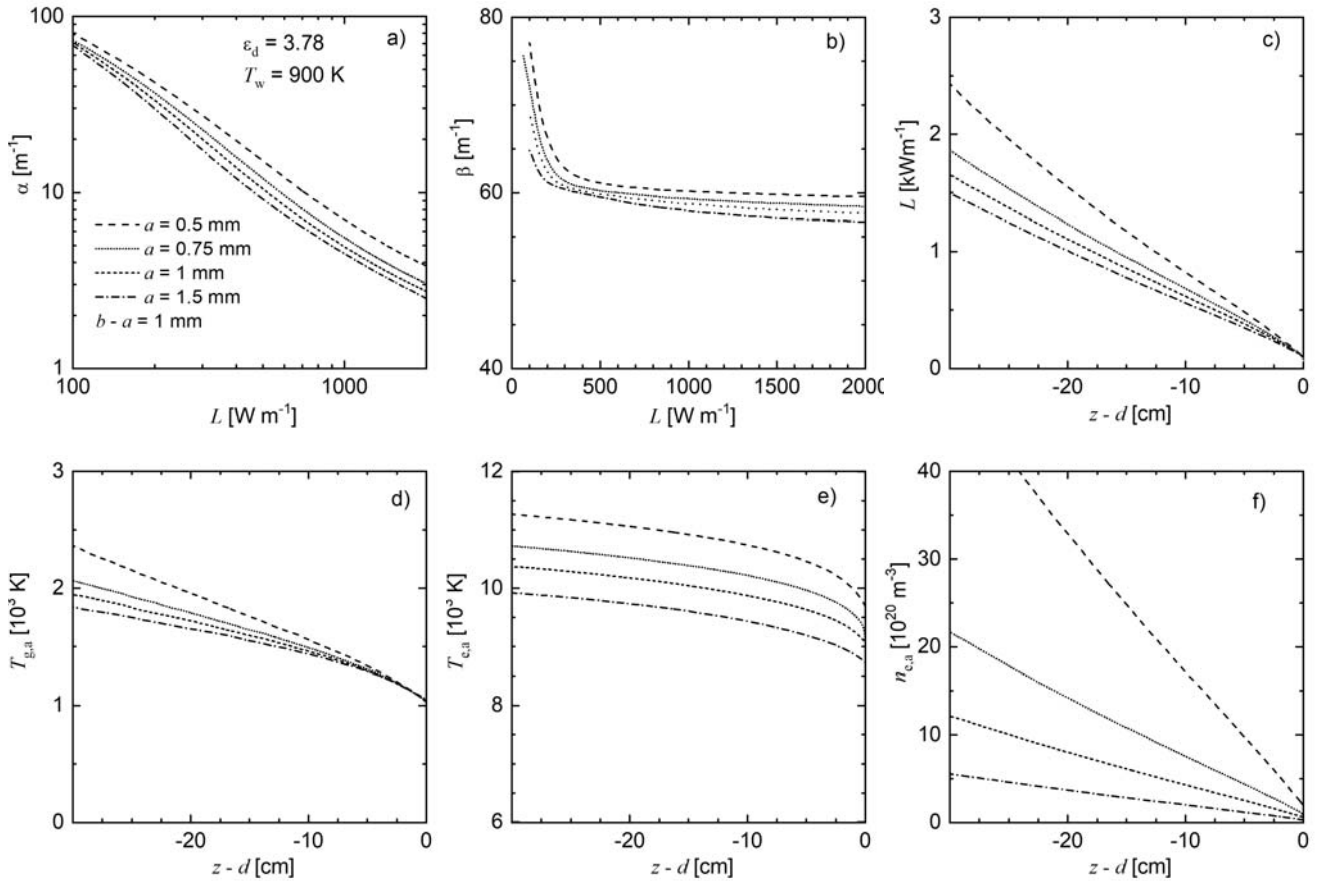 a)
ε_d = 3.78
T_w = 900 K
100
10
1
α [m⁻¹]
a = 0.5 mm
a = 0.75 mm
a = 1 mm
a = 1.5 mm
b - a = 1 mm
100
1000
L [W m⁻¹]
b)
80
60
40
β [m⁻¹]
0
500
1000
1500
2000
L [W m⁻¹]
c)
3
2
1
0
L [kWm⁻¹]
-20
-10
0
z - d [cm]
d)
3
2
1
0
T_g,a [10³ K]
-20
-10
0
z - d [cm]
e)
12
10
8
6
T_e,a [10³ K]
-20
-10
0
z - d [cm]
f)
40
30
20
10
0
n_e,a [10²⁰ m⁻³]
-20
-10
0
z - d [cm]